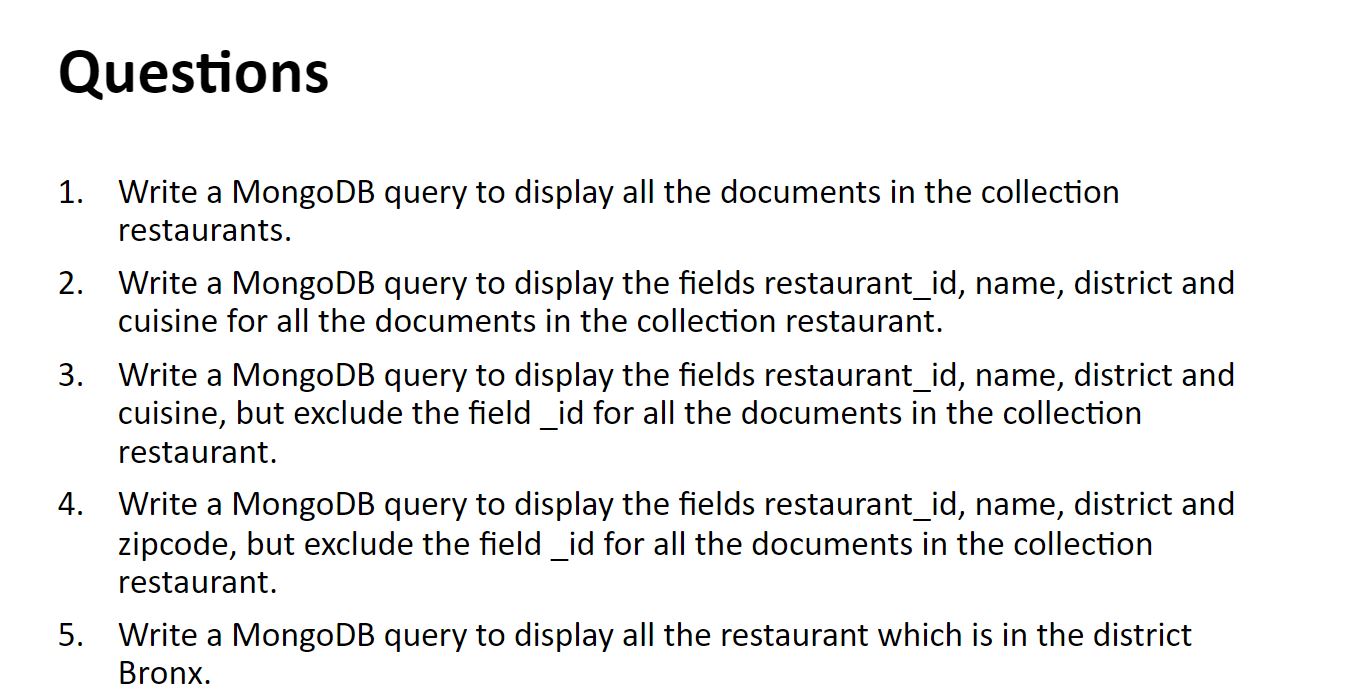 Questions
1. Write a MongoDB query to display all the documents in the collection
restaurants.
2. Write a MongoDB query to display the fields restaurant_id, name, district and
cuisine for all the documents in the collection restaurant.
3. Write a MongoDB query to display the fields restaurant_id, name, district and
cuisine, but exclude the field _id for all the documents in the collection
restaurant.
4. Write a MongoDB query to display the fields restaurant_id, name, district and
zipcode, but exclude the field _id for all the documents in the collection
restaurant.
5. Write a MongoDB query to display all the restaurant which is in the district
Bronx.